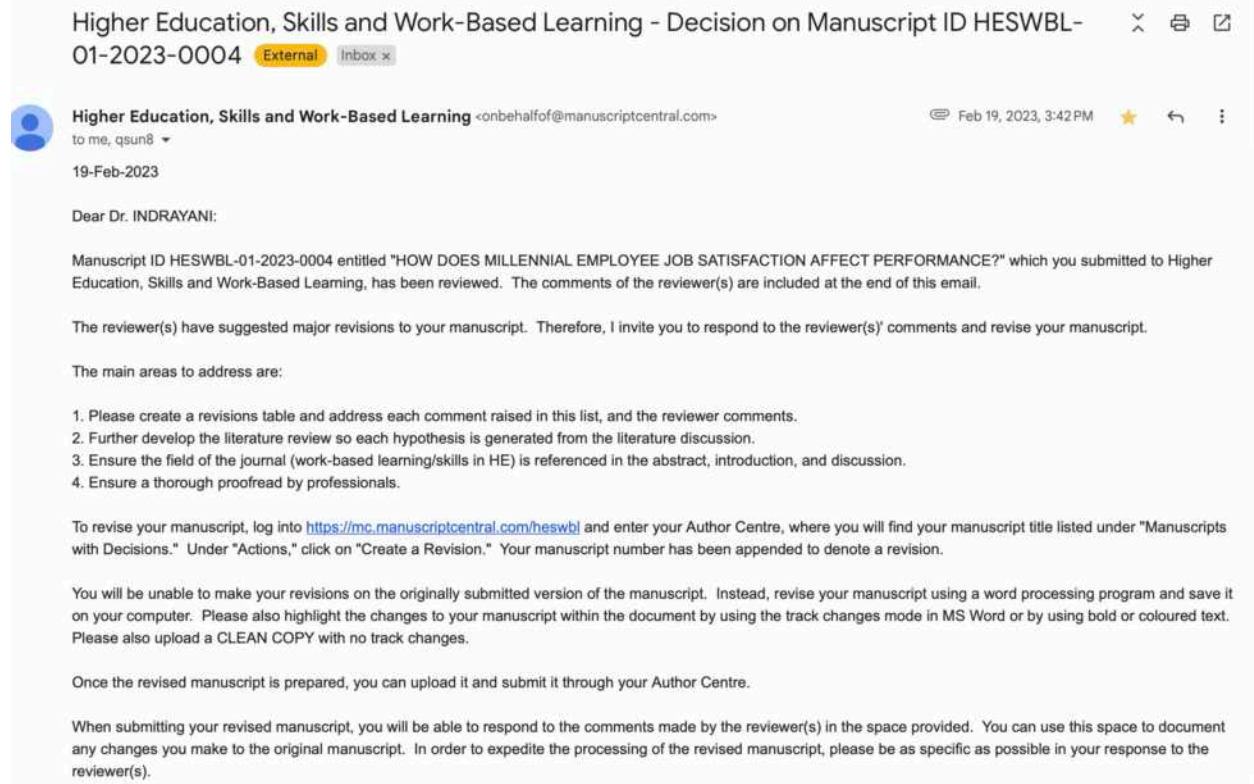 Higher Education, Skills and Work-Based Learning - Decision on Manuscript ID HESWBL-
01-2023-0004 External Inbox ×
Higher Education, Skills and Work-Based Learning <onbehalfof@manuscriptcentral.com> Feb 19, 2023, 3:42 PM
to me, qsun8
19-Feb-2023
Dear Dr. INDRAYANI:
Manuscript ID HESWBL-01-2023-0004 entitled "HOW DOES MILLENNIAL EMPLOYEE JOB SATISFACTION AFFECT PERFORMANCE?" which you submitted to Higher
Education, Skills and Work-Based Learning, has been reviewed. The comments of the reviewer(s) are included at the end of this email.
The reviewer(s) have suggested major revisions to your manuscript. Therefore, I invite you to respond to the reviewer(s)' comments and revise your manuscript.
The main areas to address are:
1. Please create a revisions table and address each comment raised in this list, and the reviewer comments.
2. Further develop the literature review so each hypothesis is generated from the literature discussion.
3. Ensure the field of the journal (work-based learning/skills in HE) is referenced in the abstract, introduction, and discussion.
4. Ensure a thorough proofread by professionals.
To revise your manuscript, log into https://mc.manuscriptcentral.com/heswbl and enter your Author Centre, where you will find your manuscript title listed under "Manuscripts
with Decisions." Under "Actions," click on "Create a Revision." Your manuscript number has been appended to denote a revision.
You will be unable to make your revisions on the originally submitted version of the manuscript. Instead, revise your manuscript using a word processing program and save it
on your computer. Please also highlight the changes to your manuscript within the document by using the track changes mode in MS Word or by using bold or coloured text.
Please also upload a CLEAN COPY with no track changes.
Once the revised manuscript is prepared, you can upload it and submit it through your Author Centre.
When submitting your revised manuscript, you will be able to respond to the comments made by the reviewer(s) in the space provided. You can use this space to document
any changes you make to the original manuscript. In order to expedite the processing of the revised manuscript, please be as specific as possible in your response to the
reviewer(s).